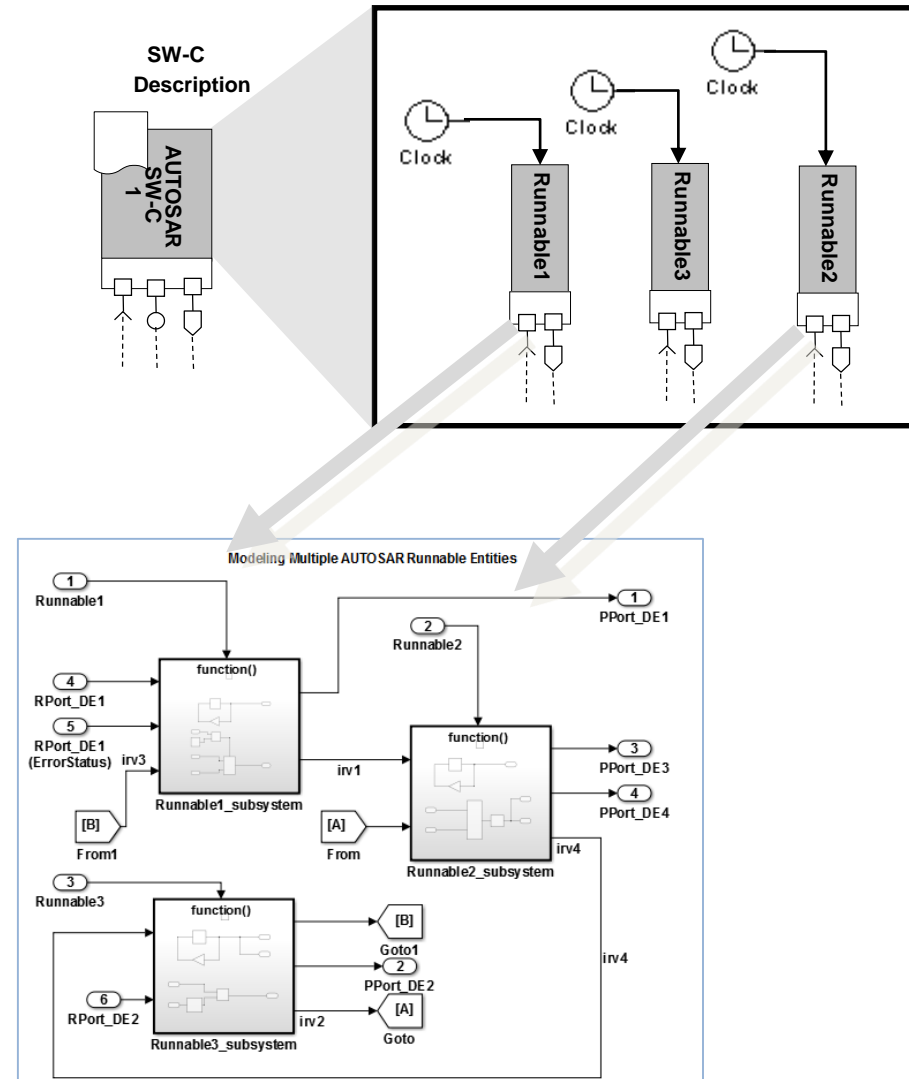 SW-C
Description
AUTOSAR
SW-C
1
Clock
Clock
Clock
Runnable1
Runnable3
Runnable2
Modeling Multiple AUTOSAR Runnable Entities
1
Runnable1
1
PPort_DE1
2
Runnable2
function()
4
RPort_DE1
5
RPort_DE1
(ErrorStatus)
irv3
irv1
Runnable1_subsystem
function()
3
PPort_DE3
4
PPort_DE4
[B]
From1
[A]
From
irv4
Runnable2_subsystem
3
Runnable3
function()
[B]
Goto1
2
PPort_DE2
irv4
6
RPort_DE2
irv2
[A]
Goto
Runnable3_subsystem